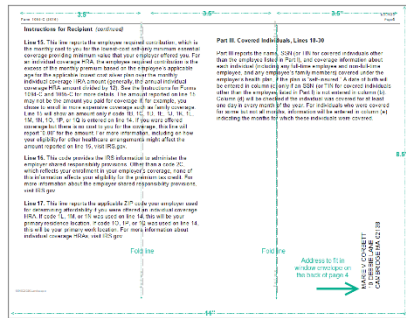 3.5"
3.5"
3.5"
Form 1095-C (2018)
Page
Instructions for Recipient (continued)
Line 15. This line reports the employee required contribution, which is
the monthly cost to you for the lowest-cost self-only minimum essential
coverage providing minimum value that your employer offered you. For
an individual coverage HRA, the employee required contribution is the
excess of the monthly premium based on the employee's applicable
age for the applicable lowest cost silver plan over the monthly
individual coverage HRA amount (generally, the annual individual
coverage HRA amount divided by 12). See the Instructions for Forms
1094-C and 1095-C for more details. The amount reported on line 15
may not be the amount you paid for coverage if, for example, you
chose to enroll in more expensive coverage such as family coverage.
Line 15 will show an amount only if code 1B, 1C, 1D, 1E, 1J, 1K, 1L,
1M, 1N, 1O, 1P, or 1Q is entered on line 14. If you were offered
coverage but there is no cost to you for the coverage, this line will
report "0.00" for the amount. For more information, including on how
your eligibility for other healthcare arrangements might affect the
amount reported on line 15, visit IRS.gov.
Line 16. This code provides the IRS information to administer the
employer shared responsibility provisions. Other than a code 2C,
which reflects your enrollment in your employer's coverage, none of
this information affects your eligibility for the premium tax credit. For
more information about the employer shared responsibility provisions,
visit IRS.gov.
Line 17. This line reports the applicable ZIP code your employer used
for determining affordability if you were offered an individual coverage
HRA. If code 1L, 1M, or 1N was used on line 14, this will be your
primary residence location. If code 1O, 1P, or 1Q was used on line 14,
this will be your primary work location. For more information about
individual coverage HRAs, visit IRS.gov.
Part III. Covered Individuals, Lines 18-30
Part III reports the name, SSN (or TIN for covered individuals other
than the employee listed in Part I), and coverage information about
each individual (including any full-time employee and non-full-time
employee, and any employee's family members) covered under the
employer's health plan, if the plan is "self-insured." A date of birth will
be entered in column (c) only if an SSN (or TIN for covered individuals
other than the employee listed in Part I) is not entered in column (b).
Column (d) will be checked if the individual was covered for at least
one day in every month of the year. For individuals who were covered
for some but not all months, information will be entered in column (e)
indicating the months for which these individuals were covered.
8.5"
Fold line
Fold line
Address to fit in
window envelope on
the back of page 4
MARIE V CORBETT
CAMBRIDGE MA 02128
14"